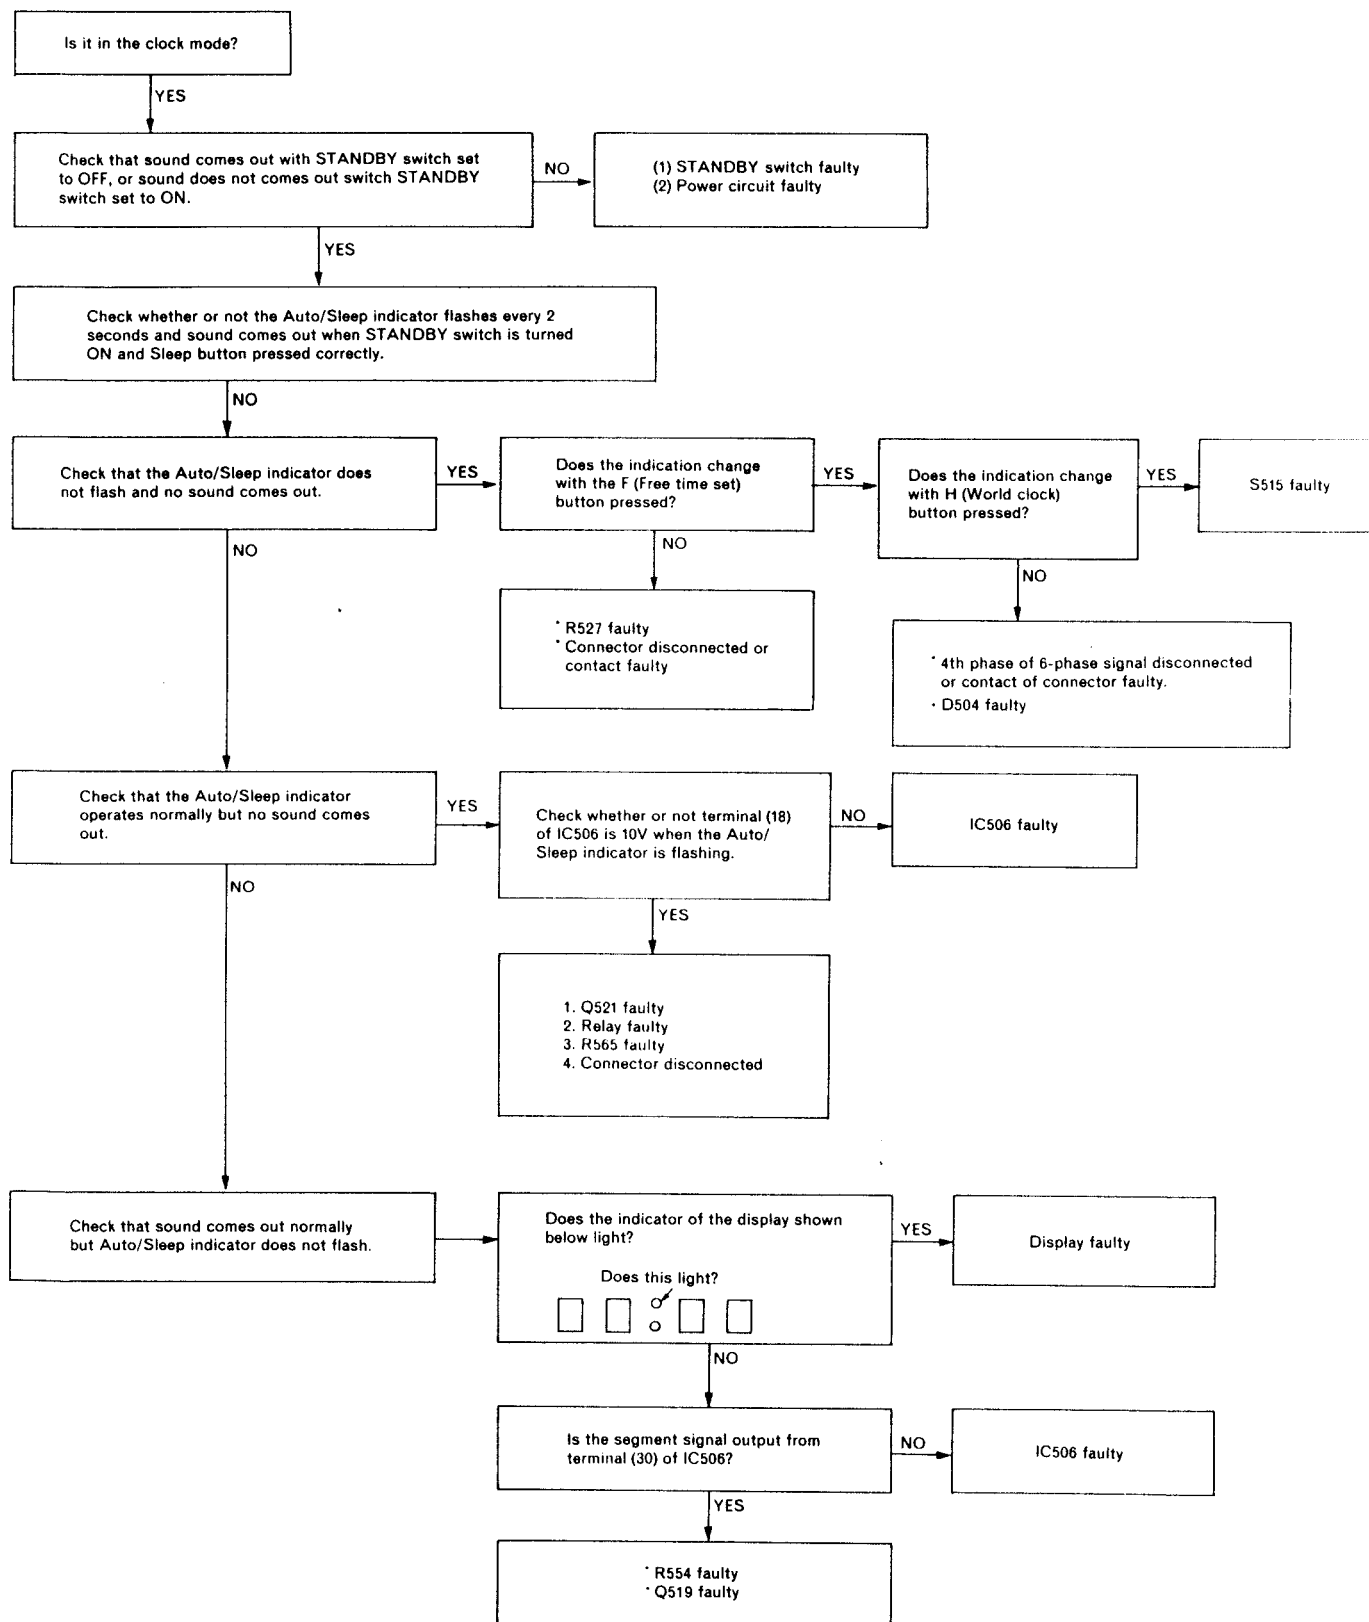 Is it in the clock mode?
YES
Check that sound comes out with STANDBY switch set
to OFF, or sound does not comes out switch STANDBY
switch set to ON.
NO
(1) STANDBY switch faulty
(2) Power circuit faulty
YES
Check whether or not the Auto/Sleep indicator flashes every 2
seconds and sound comes out when STANDBY switch is turned
ON and Sleep button pressed correctly.
NO
Check that the Auto/Sleep indicator does
not flash and no sound comes out.
YES
Does the indication change
with the F (Free time set)
button pressed?
YES
Does the indication change
with H (World clock)
button pressed?
YES
S515 faulty
NO
NO
NO
* R527 faulty
* Connector disconnected or
contact faulty
* 4th phase of 6-phase signal disconnected
or contact of connector faulty.
· D504 faulty
Check that the Auto/Sleep indicator
operates normally but no sound comes
out.
YES
Check whether or not terminal (18)
of IC506 is 10V when the Auto/
Sleep indicator is flashing.
NO
IC506 faulty
NO
YES
1. Q521 faulty
2. Relay faulty
3. R565 faulty
4. Connector disconnected
Check that sound comes out normally
but Auto/Sleep indicator does not flash.
Does the indicator of the display shown
below light?
Does this light?
YES
Display faulty
NO
Is the segment signal output from
terminal (30) of IC506?
NO
IC506 faulty
YES
* R554 faulty
* Q519 faulty